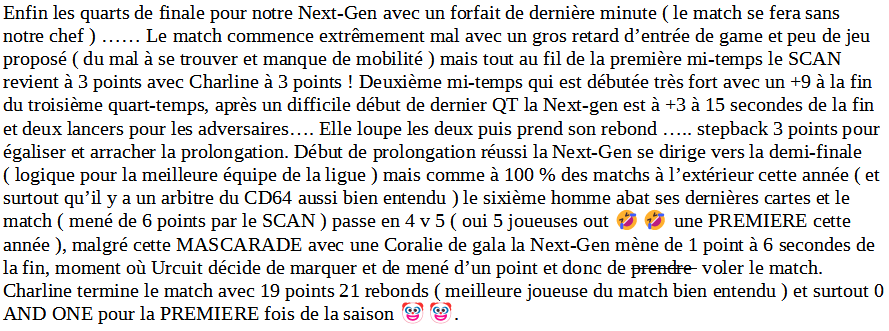 Enfin les quarts de finale pour notre Next-Gen avec un forfait de dernière minute ( le match se fera sans
notre chef ) …… Le match commence extrêmement mal avec un gros retard d’entrée de game et peu de jeu
proposé ( du mal à se trouver et manque de mobilité ) mais tout au fil de la première mi-temps le SCAN
revient à 3 points avec Charline à 3 points ! Deuxième mi-temps qui est débutée très fort avec un +9 à la fin
du troisième quart-temps, après un difficile début de dernier QT la Next-gen est à +3 à 15 secondes de la fin
et deux lancers pour les adversaires…. Elle loupe les deux puis prend son rebond ….. stepback 3 points pour
égaliser et arracher la prolongation. Début de prolongation réussi la Next-Gen se dirige vers la demi-finale
( logique pour la meilleure équipe de la ligue ) mais comme à 100 % des matchs à l’extérieur cette année ( et
surtout qu’il y a un arbitre du CD64 aussi bien entendu ) le sixième homme abat ses dernières cartes et le
match ( mené de 6 points par le SCAN ) passe en 4 v 5 ( oui 5 joueuses out 🤣 🤣 une PREMIERE cette
année ), malgré cette MASCARADE avec une Coralie de gala la Next-Gen mène de 1 point à 6 secondes de
la fin, moment où Urcuit décide de marquer et de mené d’un point et donc de prendre voler le match.
Charline termine le match avec 19 points 21 rebonds ( meilleure joueuse du match bien entendu ) et surtout 0
AND ONE pour la PREMIERE fois de la saison 🤡🤡.